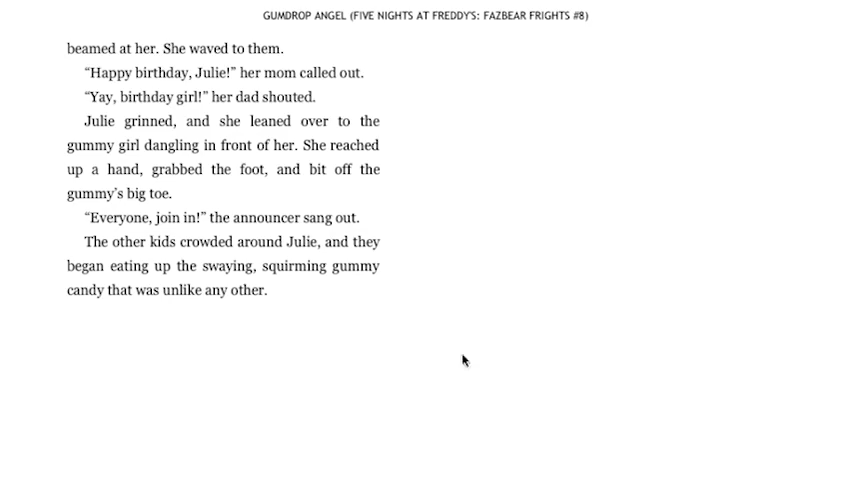 GUMDROP ANGEL (FIVE NIGHTS AT FREDDY'S: FAZBEAR FRIGHTS #8)
beamed at her. She waved to them.
“Happy birthday, Julie!” her mom called out.
“Yay, birthday girl!” her dad shouted.
Julie grinned, and she leaned over to the
gummy girl dangling in front of her. She reached
up a hand, grabbed the foot, and bit off the
gummy’s big toe.
“Everyone, join in!” the announcer sang out.
The other kids crowded around Julie, and they
began eating up the swaying, squirming gummy
candy that was unlike any other.